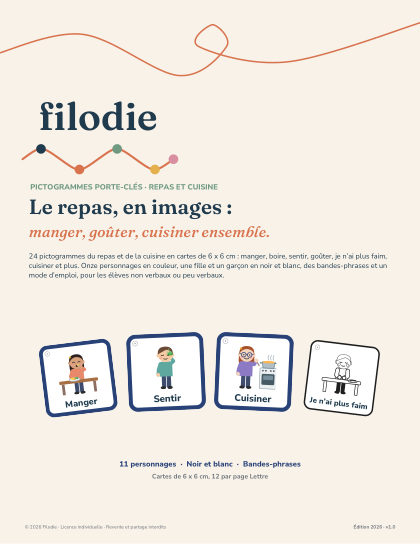 filodie
PICTOGRAMMES PORTE-CLÉS · REPAS ET CUISINE
Le repas, en images :
manger, goûter, cuisiner ensemble.
24 pictogrammes du repas et de la cuisine en cartes de 6 x 6 cm : manger, boire, sentir, goûter, je n'ai plus faim,
cuisiner et plus. Onze personnages en couleur, une fille et un garçon en noir et blanc, des bandes-phrases et un
mode d'emploi, pour les élèves non verbaux ou peu verbaux.
Manger
Sentir
Cuisiner
Je n'ai plus faim
11 personnages · Noir et blanc · Bandes-phrases
Cartes de 6 x 6 cm, 12 par page Lettre
© 2026 Filodie · Licence individuelle · Revente et partage interdits
Édition 2026 · v1.0